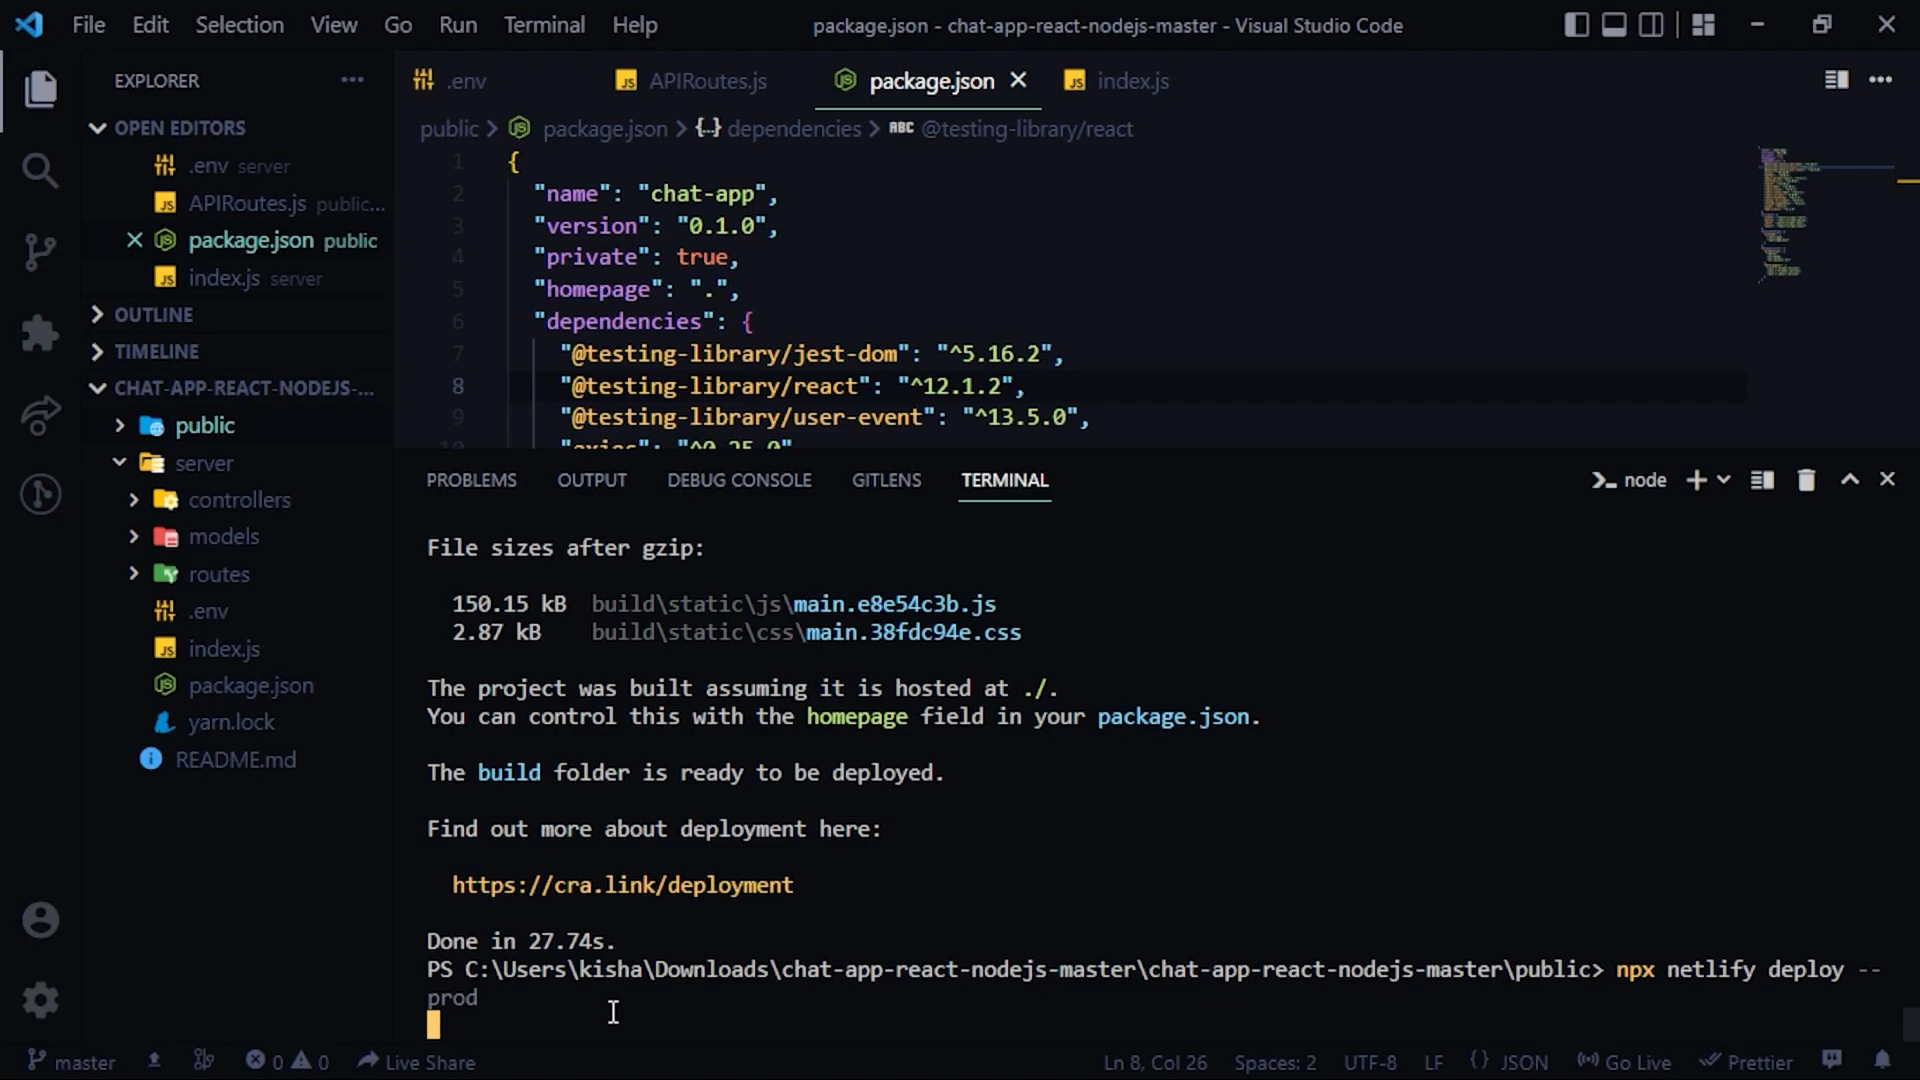 File Edit Selection View Go Run Terminal Help
package.json - chat-app-react-nodejs-master - Visual Studio Code
EXPLORER
OPEN EDITORS
.env server
APIRoutes.js public...
package.json public
index.js server
OUTLINE
TIMELINE
CHAT-APP-REACT-NODEJS-...
public
server
controllers
models
routes
.env
index.js
package.json
yarn.lock
README.md
.env
APIRoutes.js
package.json
index.js
public > package.json > {..} dependencies > ABC @testing-library/react
1 {
2 "name": "chat-app",
3 "version": "0.1.0",
4 "private": true,
5 "homepage": ".",
6 "dependencies": {
7 "@testing-library/jest-dom": "^5.16.2",
8 "@testing-library/react": "^12.1.2",
9 "@testing-library/user-event": "^13.5.0",
10 "axios": "^0.25.0"
PROBLEMS OUTPUT DEBUG CONSOLE GITLENS TERMINAL
node
File sizes after gzip:
150.15 kB build\static\js\main.e8e54c3b.js
2.87 kB build\static\css\main.38fdc94e.css
The project was built assuming it is hosted at ./.
You can control this with the homepage field in your package.json.
The build folder is ready to be deployed.
Find out more about deployment here:
https://cra.link/deployment
Done in 27.74s.
PS C:\Users\kisha\Downloads\chat-app-react-nodejs-master\chat-app-react-nodejs-master\public> npx netlify deploy --
prod
master 0 0 Live Share
Ln 8, Col 26 Spaces: 2 UTF-8 LF {} JSON Go Live Prettier